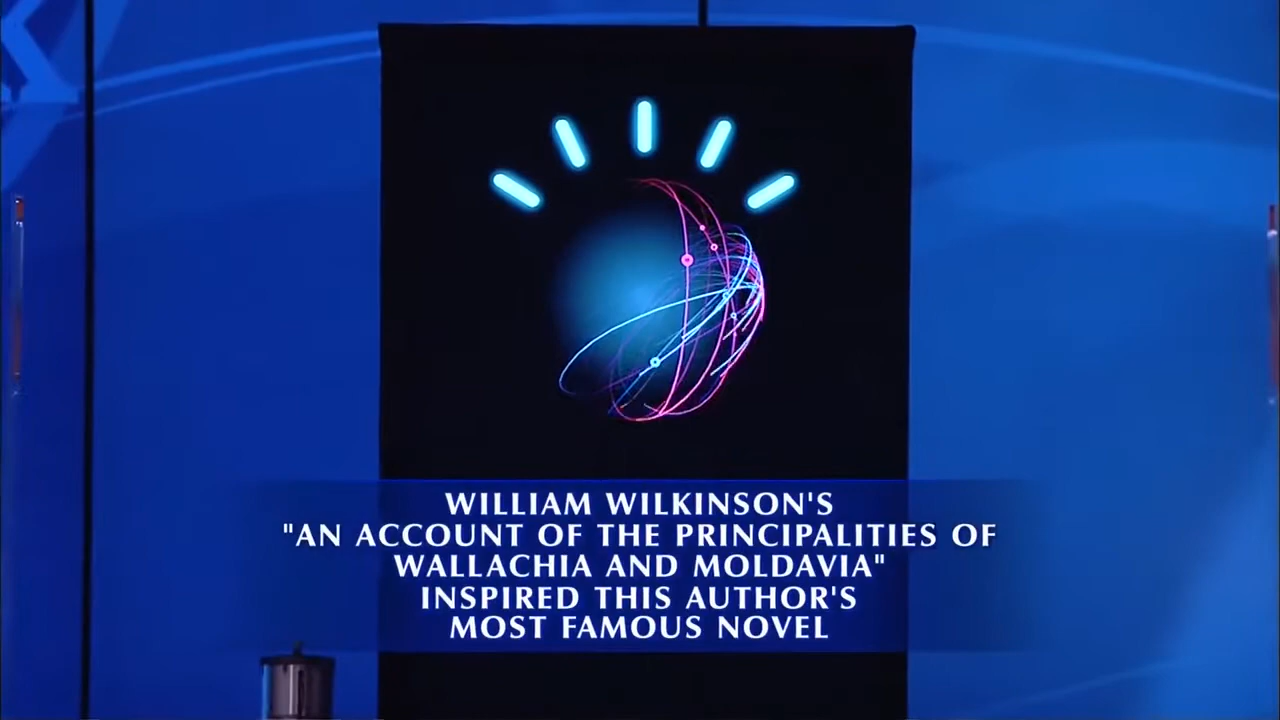 WILLIAM WILKINSON'S
"AN ACCOUNT OF THE PRINCIPALITIES OF
WALLACHIA AND MOLDAVIA"
INSPIRED THIS AUTHOR'S
MOST FAMOUS NOVEL